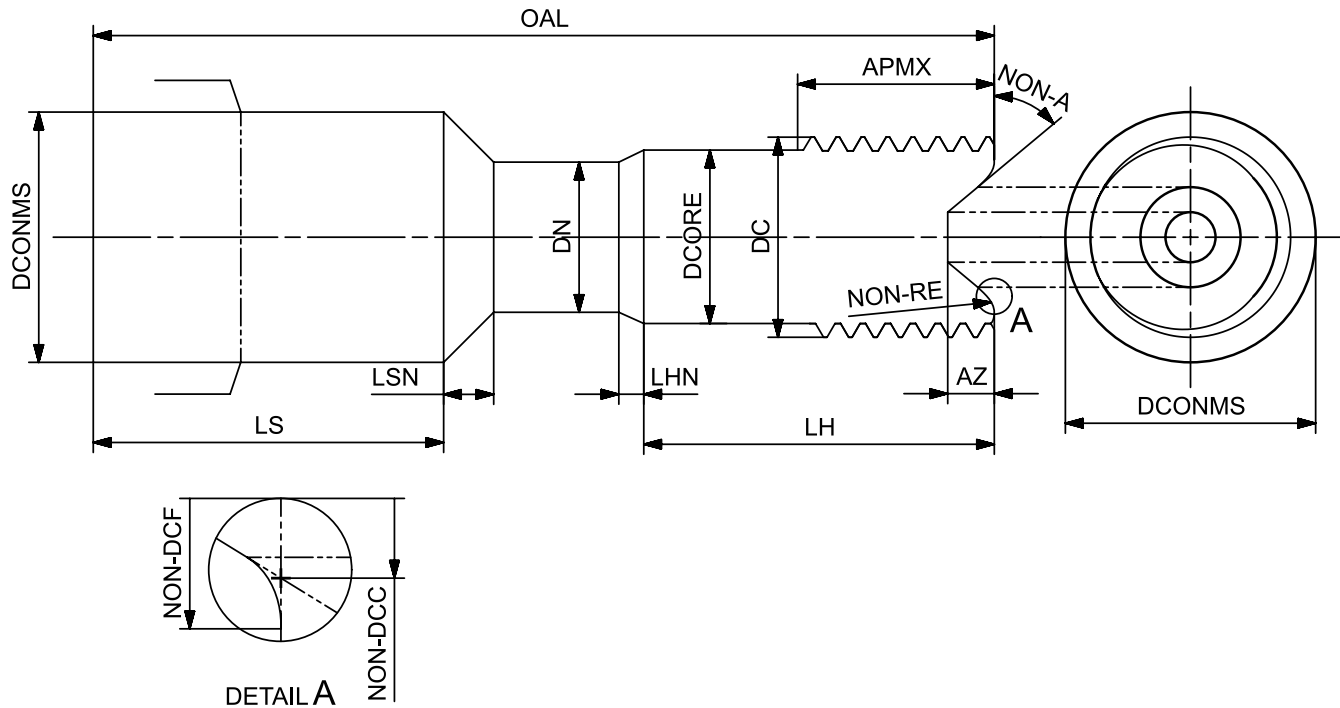 OAL
APMX
NON-A
DCONMS
DN
DCORE
DC
NON-RE
A
LSN
LHN
AZ
DCONMS
LS
LH
NON-DCF
NON-DCC
DETAIL A